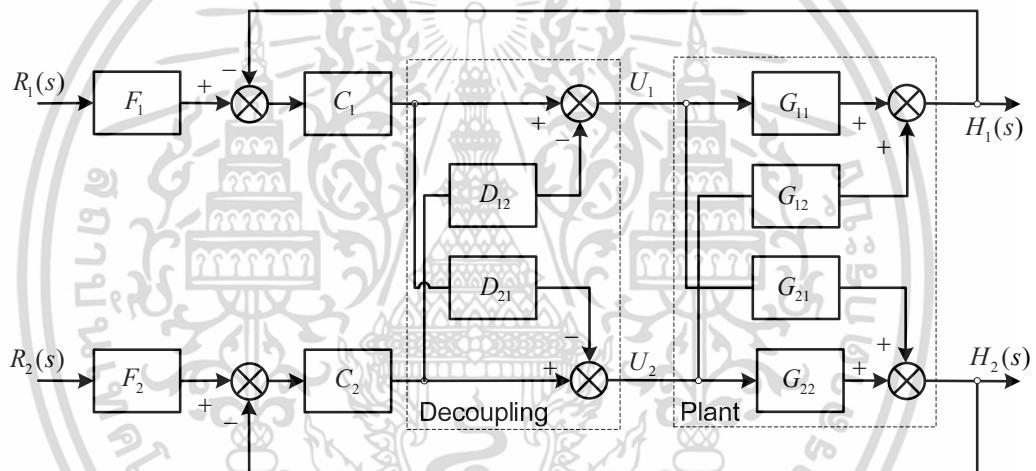 R₁(s)
F₁
+
−
C₁
+
−
U₁
G₁₁
+
+
H₁(s)
D₁₂
G₁₂
D₂₁
G₂₁
R₂(s)
F₂
+
−
C₂
+
−
U₂
G₂₂
+
+
H₂(s)
Decoupling
Plant